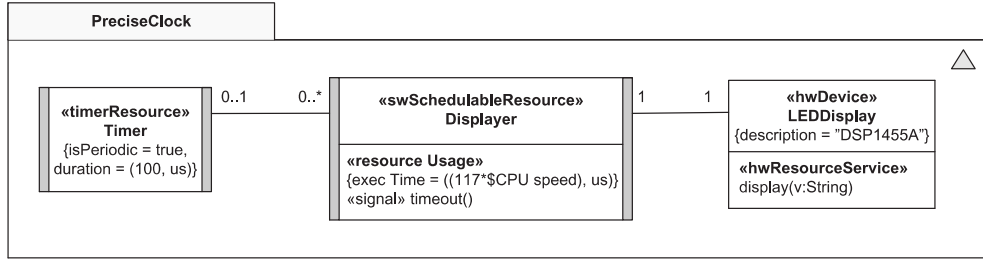 PreciseClock
«timerResource»
Timer
{isPeriodic = true,
duration = (100, us)}
0..1
0..*
«swSchedulableResource»
Displayer
«resource Usage»
{exec Time = ((117*$CPU speed), us)}
«signal» timeout()
1
1
«hwDevice»
LEDDisplay
{description = ”DSP1455A”}
«hwResourceService»
display(v:String)